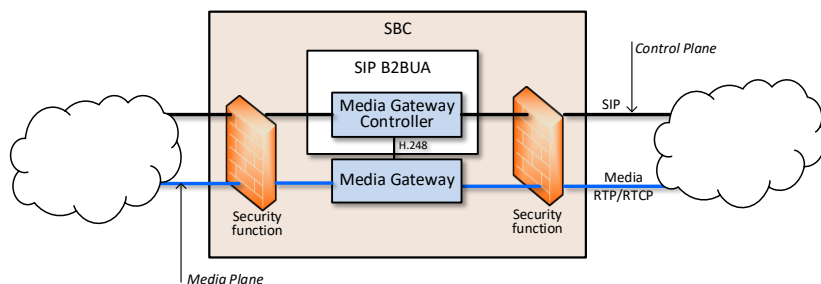 SBC
Control Plane
SIP B2BUA
Media Gateway
Controller
SIP
H.248
Media Gateway
Media
RTP/RTCP
Security
function
Security
function
Media Plane